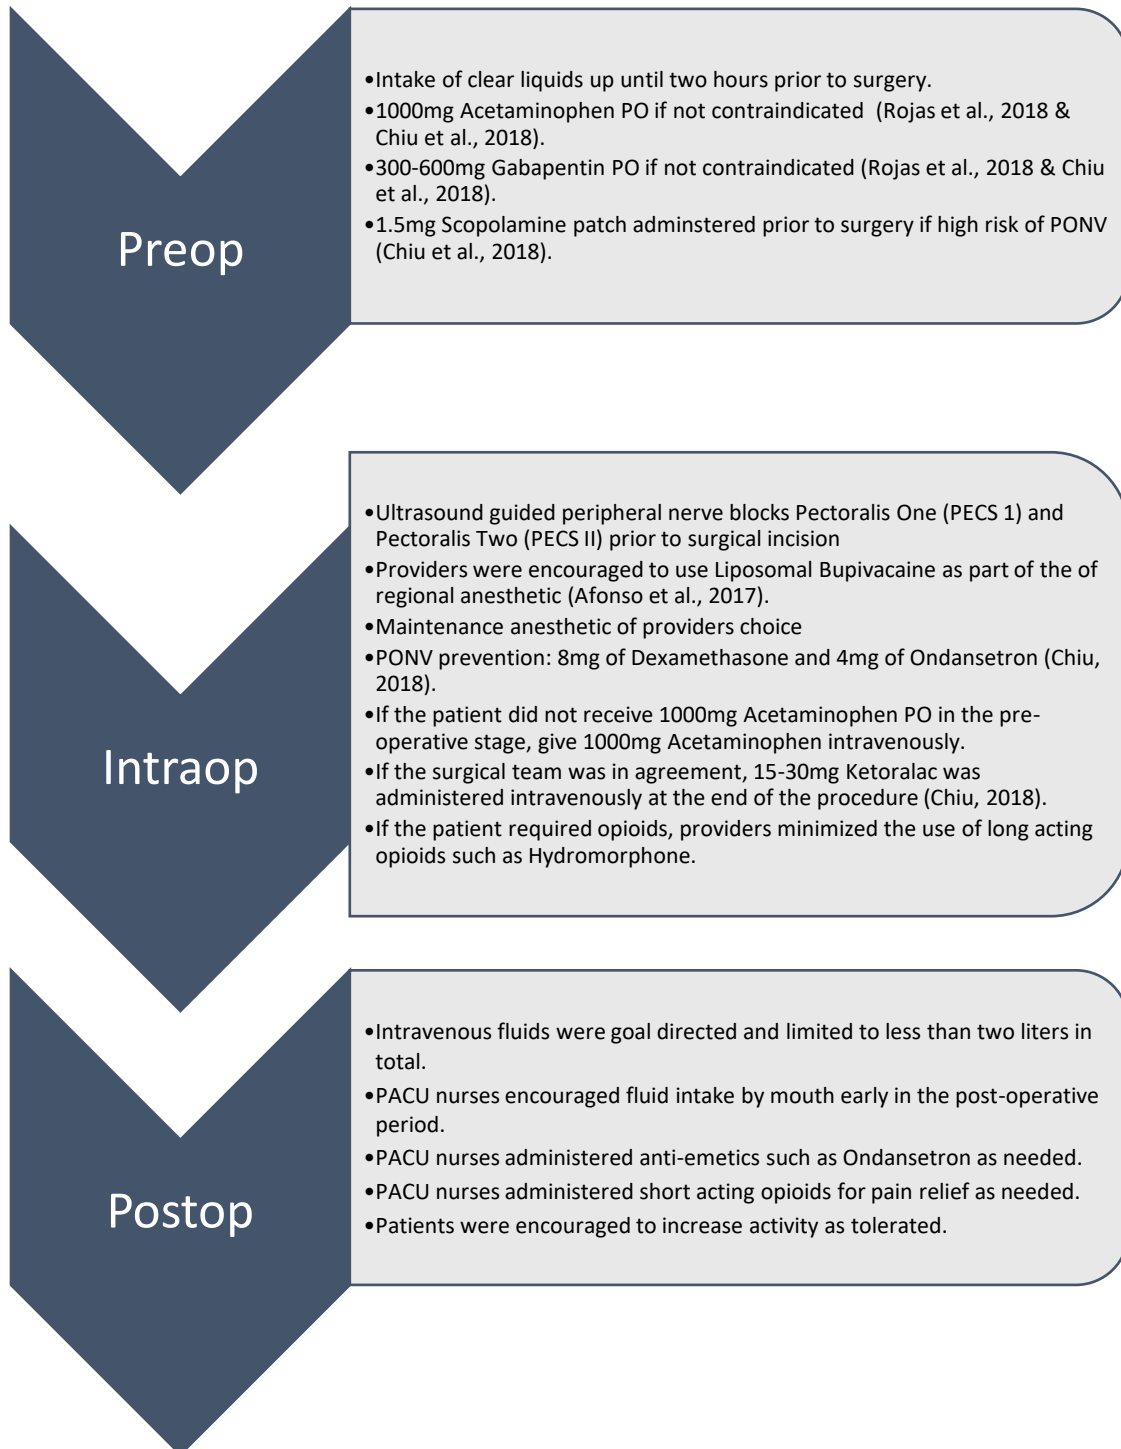 Preop
•Intake of clear liquids up until two hours prior to surgery.
•1000mg Acetaminophen PO if not contraindicated  (Rojas et al., 2018 &
Chiu et al., 2018).
•300-600mg Gabapentin PO if not contraindicated (Rojas et al., 2018 & Chiu
et al., 2018).
•1.5mg Scopolamine patch adminstered prior to surgery if high risk of PONV
(Chiu et al., 2018).
Intraop
•Ultrasound guided peripheral nerve blocks Pectoralis One (PECS 1) and
Pectoralis Two (PECS II) prior to surgical incision
•Providers were encouraged to use Liposomal Bupivacaine as part of the of
regional anesthetic (Afonso et al., 2017).
•Maintenance anesthetic of providers choice
•PONV prevention: 8mg of Dexamethasone and 4mg of Ondansetron (Chiu,
2018).
•If the patient did not receive 1000mg Acetaminophen PO in the pre-
operative stage, give 1000mg Acetaminophen intravenously.
•If the surgical team was in agreement, 15-30mg Ketoralac was
administered intravenously at the end of the procedure (Chiu, 2018).
•If the patient required opioids, providers minimized the use of long acting
opioids such as Hydromorphone.
Postop
•Intravenous fluids were goal directed and limited to less than two liters in
total.
•PACU nurses encouraged fluid intake by mouth early in the post-operative
period.
•PACU nurses administered anti-emetics such as Ondansetron as needed.
•PACU nurses administered short acting opioids for pain relief as needed.
•Patients were encouraged to increase activity as tolerated.